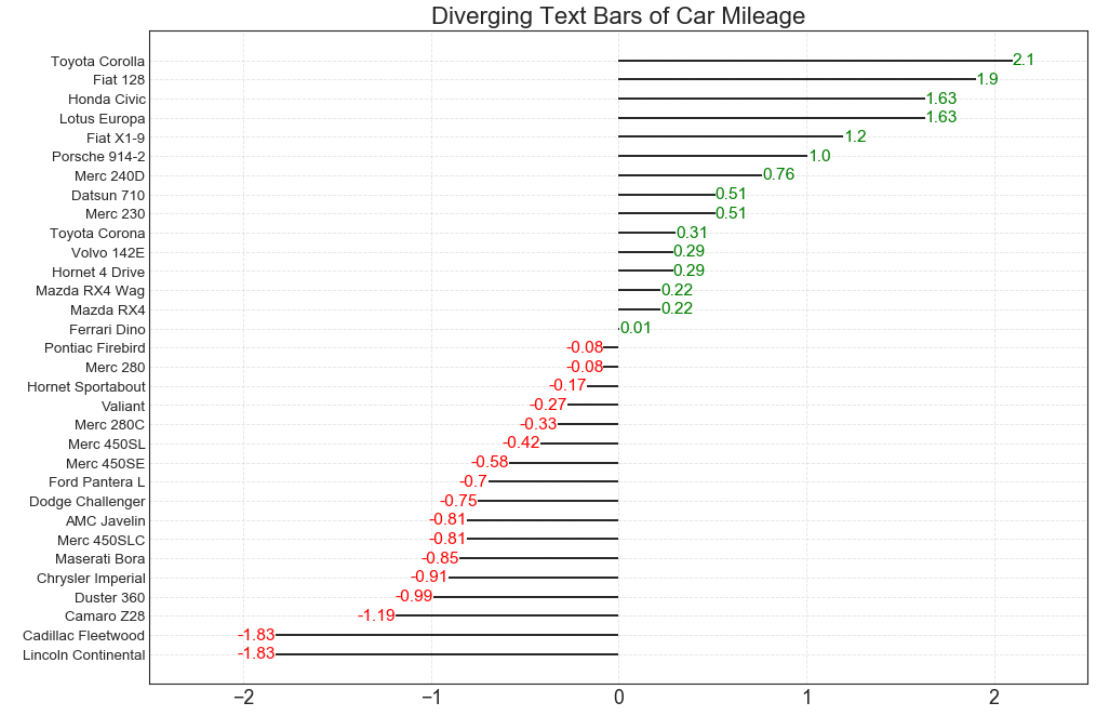 Diverging Text Bars of Car Mileage
Toyota Corolla 2.1
Fiat 128 1.9
Honda Civic 1.63
Lotus Europa 1.63
Fiat X1-9 1.2
Porsche 914-2 1.0
Merc 240D 0.76
Datsun 710 0.51
Merc 230 0.51
Toyota Corona 0.31
Volvo 142E 0.29
Hornet 4 Drive 0.29
Mazda RX4 Wag 0.22
Mazda RX4 0.22
Ferrari Dino 0.01
Pontiac Firebird -0.08
Merc 280 -0.08
Hornet Sportabout -0.17
Valiant -0.27
Merc 280C -0.33
Merc 450SL -0.42
Merc 450SE -0.58
Ford Pantera L -0.7
Dodge Challenger -0.75
AMC Javelin -0.81
Merc 450SLC -0.81
Maserati Bora -0.85
Chrysler Imperial -0.91
Duster 360 -0.99
Camaro Z28 -1.19
Cadillac Fleetwood -1.83
Lincoln Continental -1.83
−2 −1 0 1 2